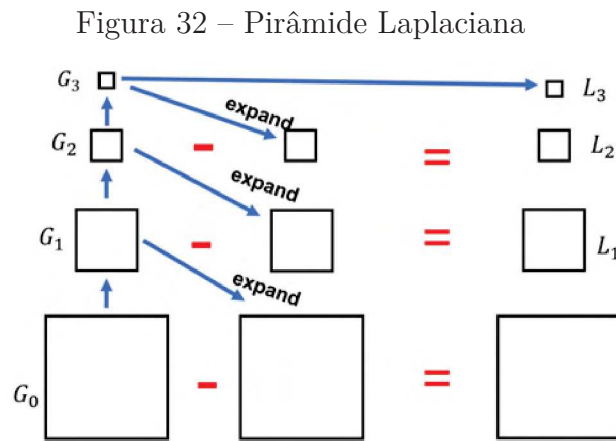 Figura 32 – Pirâmide Laplaciana
G₃ expand L₃
G₂ - = L₂
expand
G₁ - = L₁
expand
G₀ - =